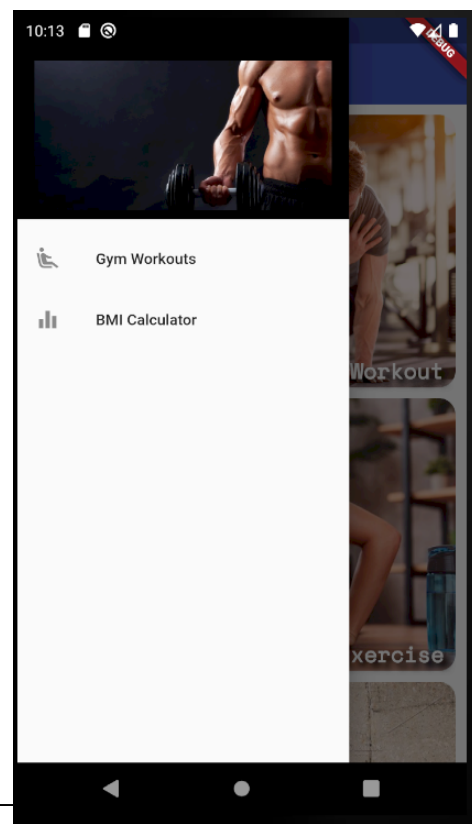 10:13
DEBUG
Gym Workouts
BMI Calculator
Workout
xercise